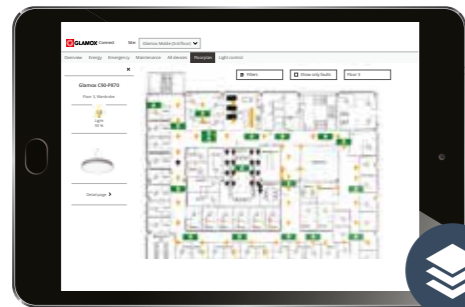 GLAMOX Connect Site Glamox Molde (3rd floor)
Overview Energy Emergency Maintenance All devices Floorplan Light control
×
Filters
Show only faults
Floor 3
Glamox C90-P870
Floor 3, Wardrobe
Light
Detail page